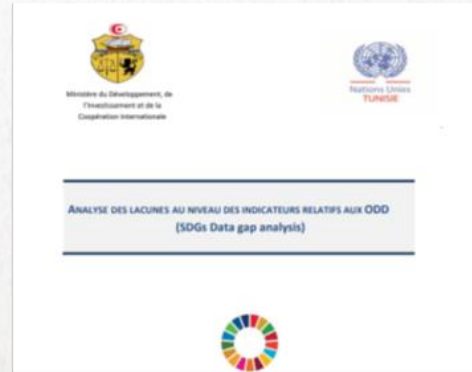 Ministère du Développement, de
l'Investissement et de la
Coopération Internationale
Nations Unies
TUNISIE
ANALYSE DES LACUNES AU NIVEAU DES INDICATEURS RELATIFS AUX ODD
(SDGs Data gap analysis)